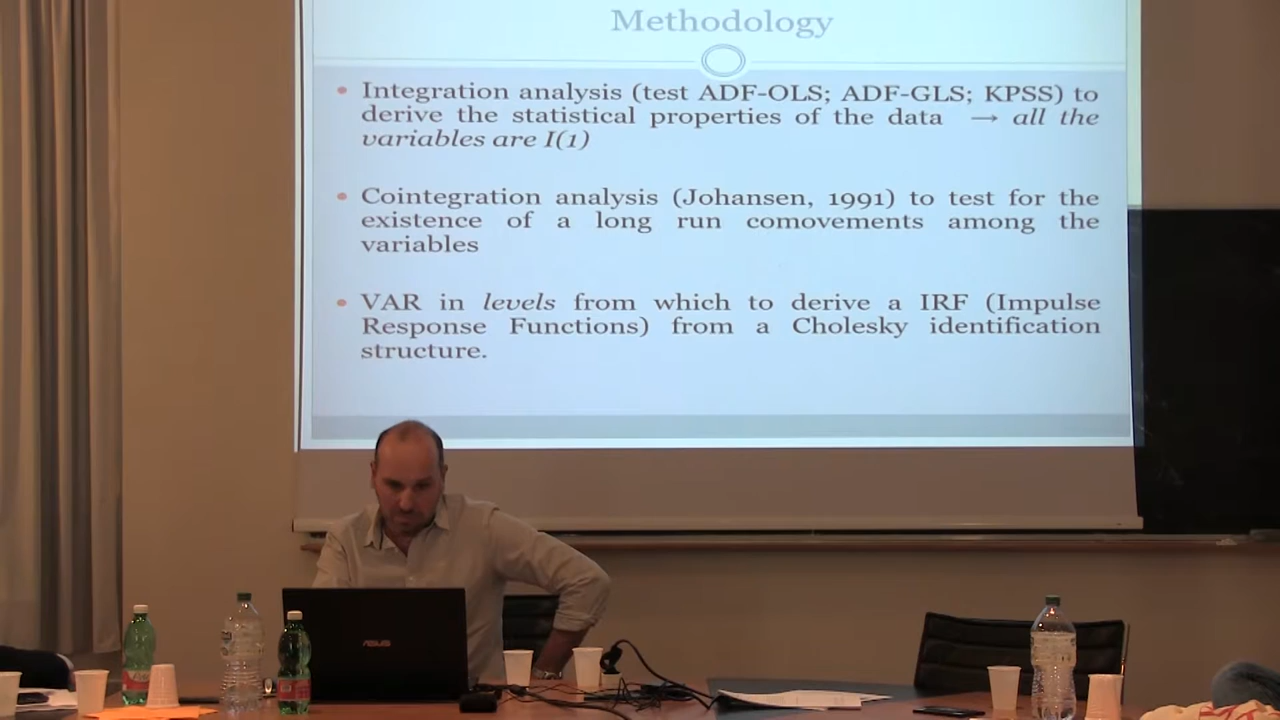 Methodology
• Integration analysis (test ADF-OLS; ADF-GLS; KPSS) to
derive the statistical properties of the data → all the
variables are I(1)
• Cointegration analysis (Johansen, 1991) to test for the
existence of a long run comovements among the
variables
• VAR in levels from which to derive a IRF (Impulse
Response Functions) from a Cholesky identification
structure.
ASUS